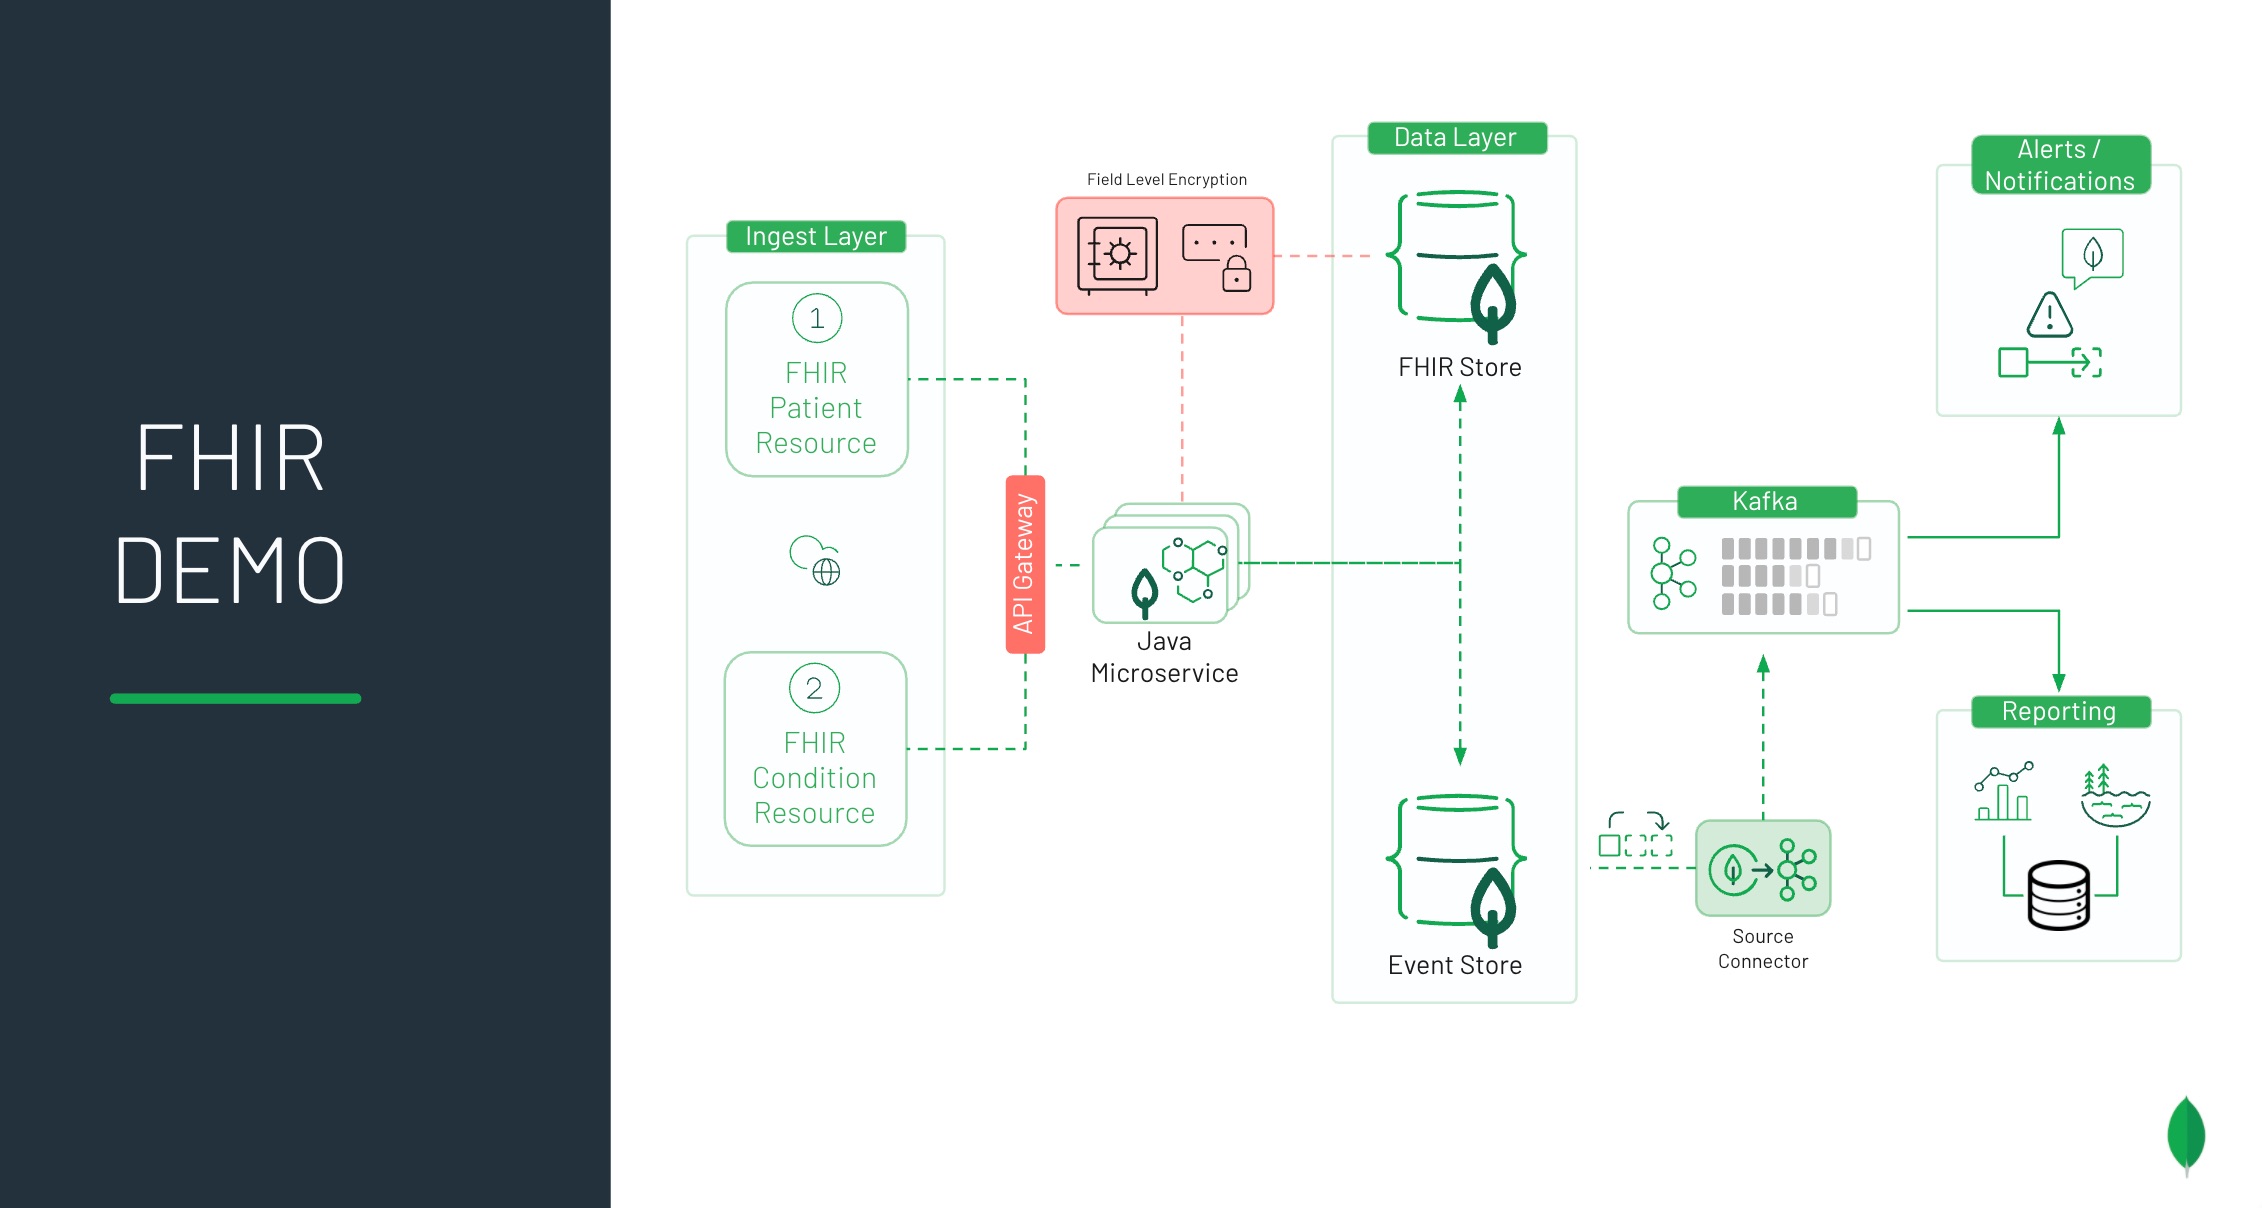 FHIR
DEMO
Ingest Layer
1
FHIR
Patient
Resource
2
FHIR
Condition
Resource
API Gateway
Field Level Encryption
Java
Microservice
Data Layer
FHIR Store
Event Store
Kafka
Source
Connector
Alerts /
Notifications
Reporting